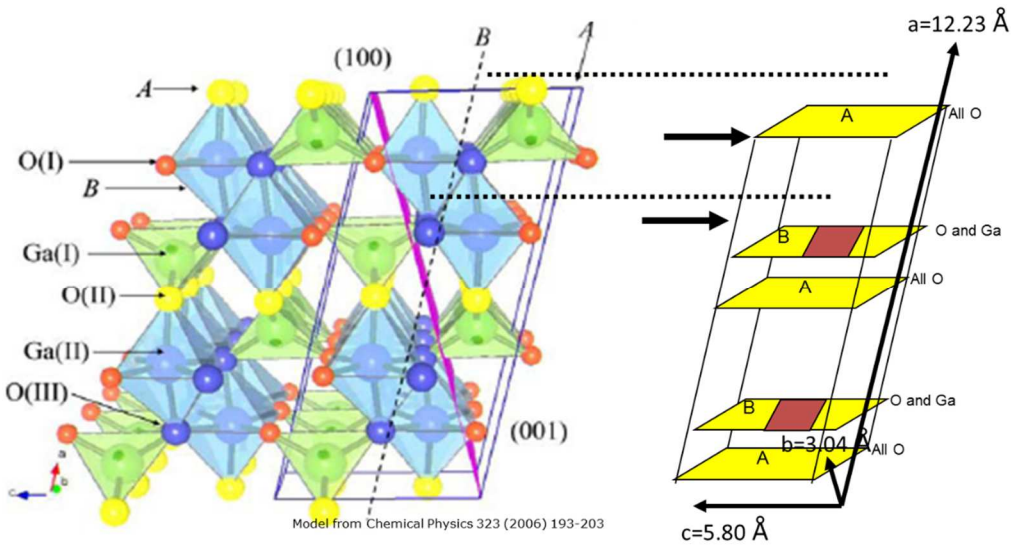 a=12.23 Å
(100)
B
A
A
A
All O
O(I)
B
Ga(I)
B
O and Ga
O(II)
A
All O
Ga(II)
O(III)
B
O and Ga
(001)
b=3.04 Å
A
All O
a
b
c
Model from Chemical Physics 323 (2006) 193-203
c=5.80 Å